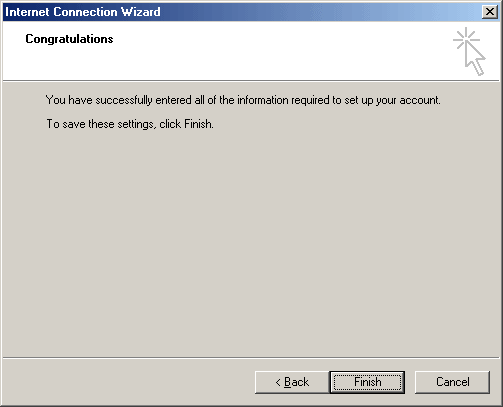 Internet Connection Wizard
Congratulations
You have successfully entered all of the information required to set up your account.
To save these settings, click Finish.
< Back
Finish
Cancel